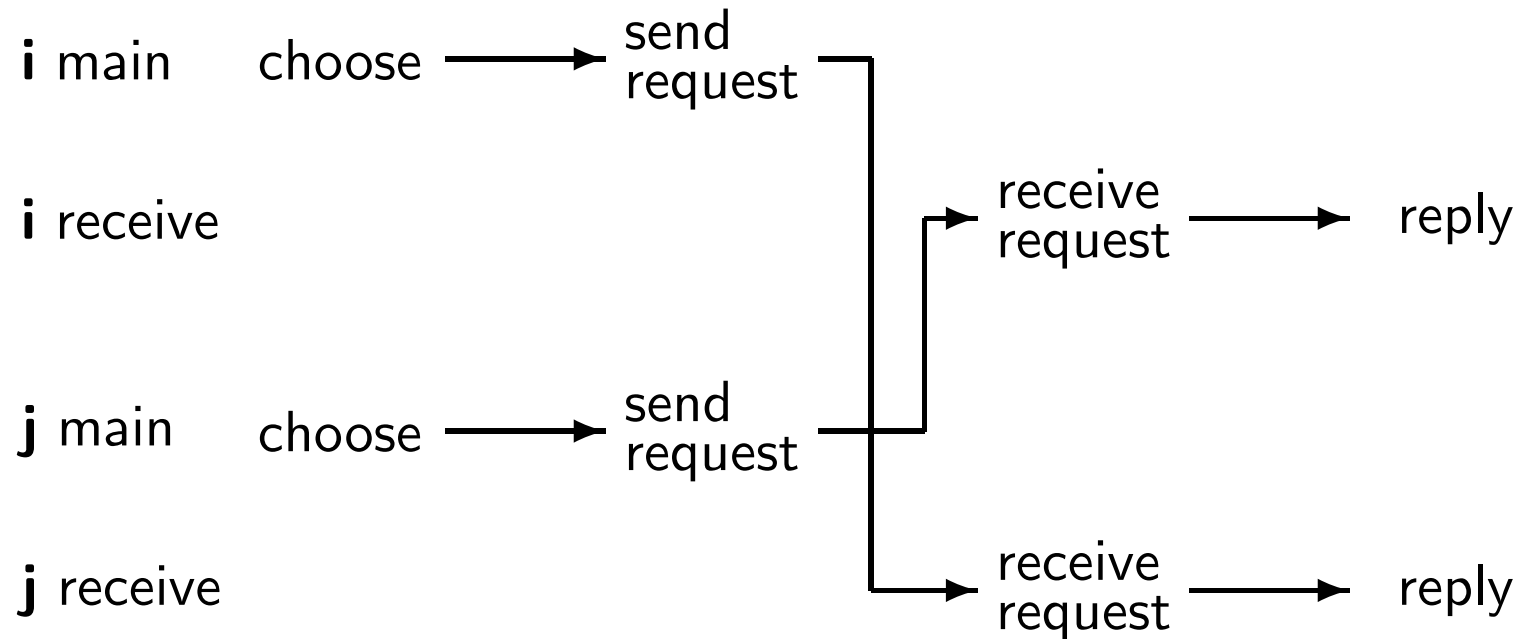 i main choose send
request
i receive receive
request reply
j main choose send
request
j receive receive
request reply